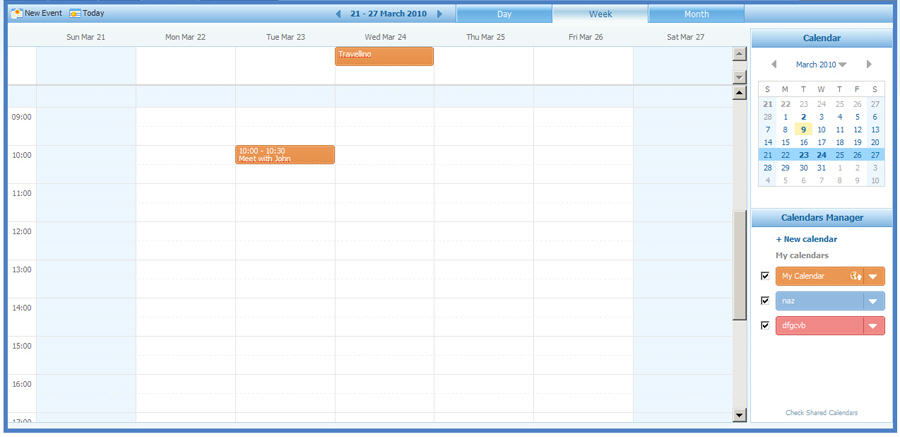 New Event Today 21 - 27 March 2010 Day Week Month
Sun Mar 21 Mon Mar 22 Tue Mar 23 Wed Mar 24 Thu Mar 25 Fri Mar 26 Sat Mar 27
Travelling
09:00
10:00
10:00 - 10:30
Meet with John
11:00
12:00
13:00
14:00
15:00
16:00
17:00
Calendar
March 2010
S M T W T F S
21 22 23 24 25 26 27
28 1 2 3 4 5 6
7 8 9 10 11 12 13
14 15 16 17 18 19 20
21 22 23 24 25 26 27
28 29 30 31 1 2 3
4 5 6 7 8 9 10
Calendars Manager
+ New calendar
My calendars
My Calendar
naz
dfgcvb
Check Shared Calendars